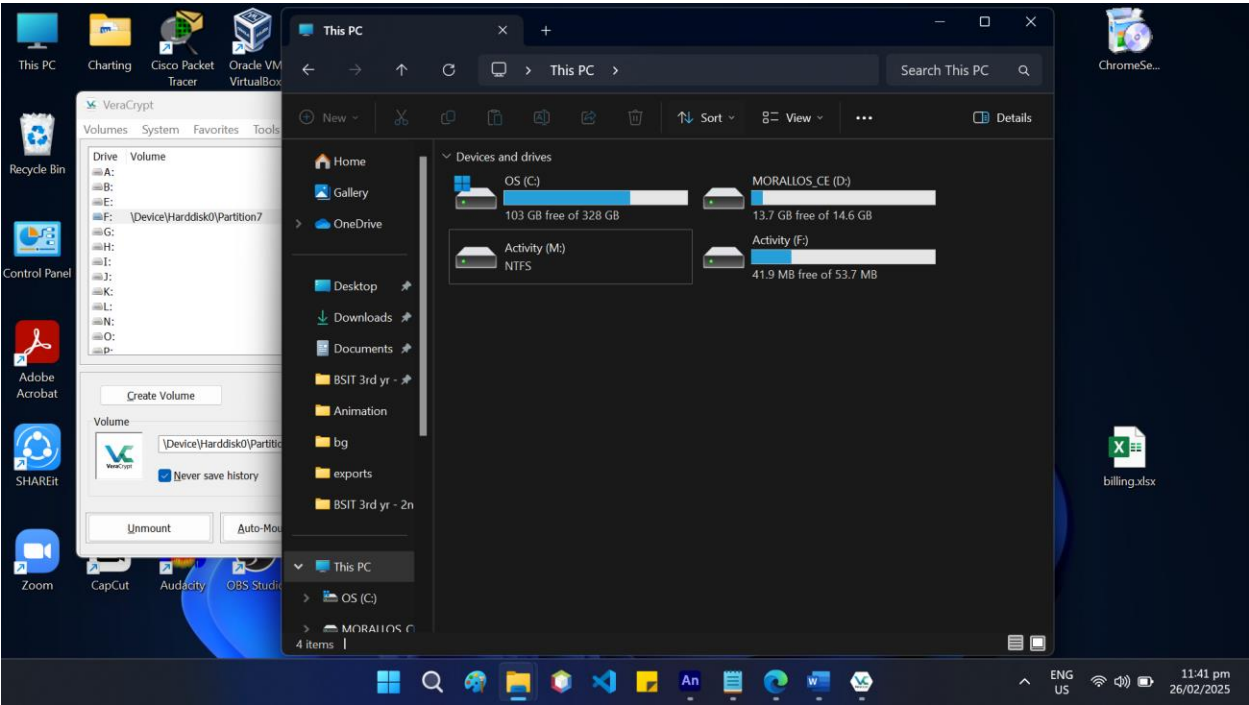 This PC
Charting
Cisco Packet
Tracer
Oracle VM
VirtualBox
Recycle Bin
Control Panel
Adobe
Acrobat
SHAREit
Zoom
CapCut
Audacity
OBS Studio
VeraCrypt
Volumes System Favorites Tools
Drive Volume
A:
B:
E:
F: \Device\Harddisk0\Partition7
G:
H:
I:
J:
K:
L:
N:
O:
P:
Create Volume
Volume
VeraCrypt
\Device\Harddisk0\Partitic
Never save history
Unmount
Auto-Mou
This PC
This PC
Search This PC
New
Sort
View
Details
Home
Gallery
OneDrive
Desktop
Downloads
Documents
BSIT 3rd yr -
Animation
bg
exports
BSIT 3rd yr - 2n
This PC
OS (C:)
MORALLOS_C
4 items
Devices and drives
OS (C:)
103 GB free of 328 GB
MORALLOS_CE (D:)
13.7 GB free of 14.6 GB
Activity (M:)
NTFS
Activity (F:)
41.9 MB free of 53.7 MB
ChromeSe...
billing.xlsx
An
ENG
US
11:41 pm
26/02/2025